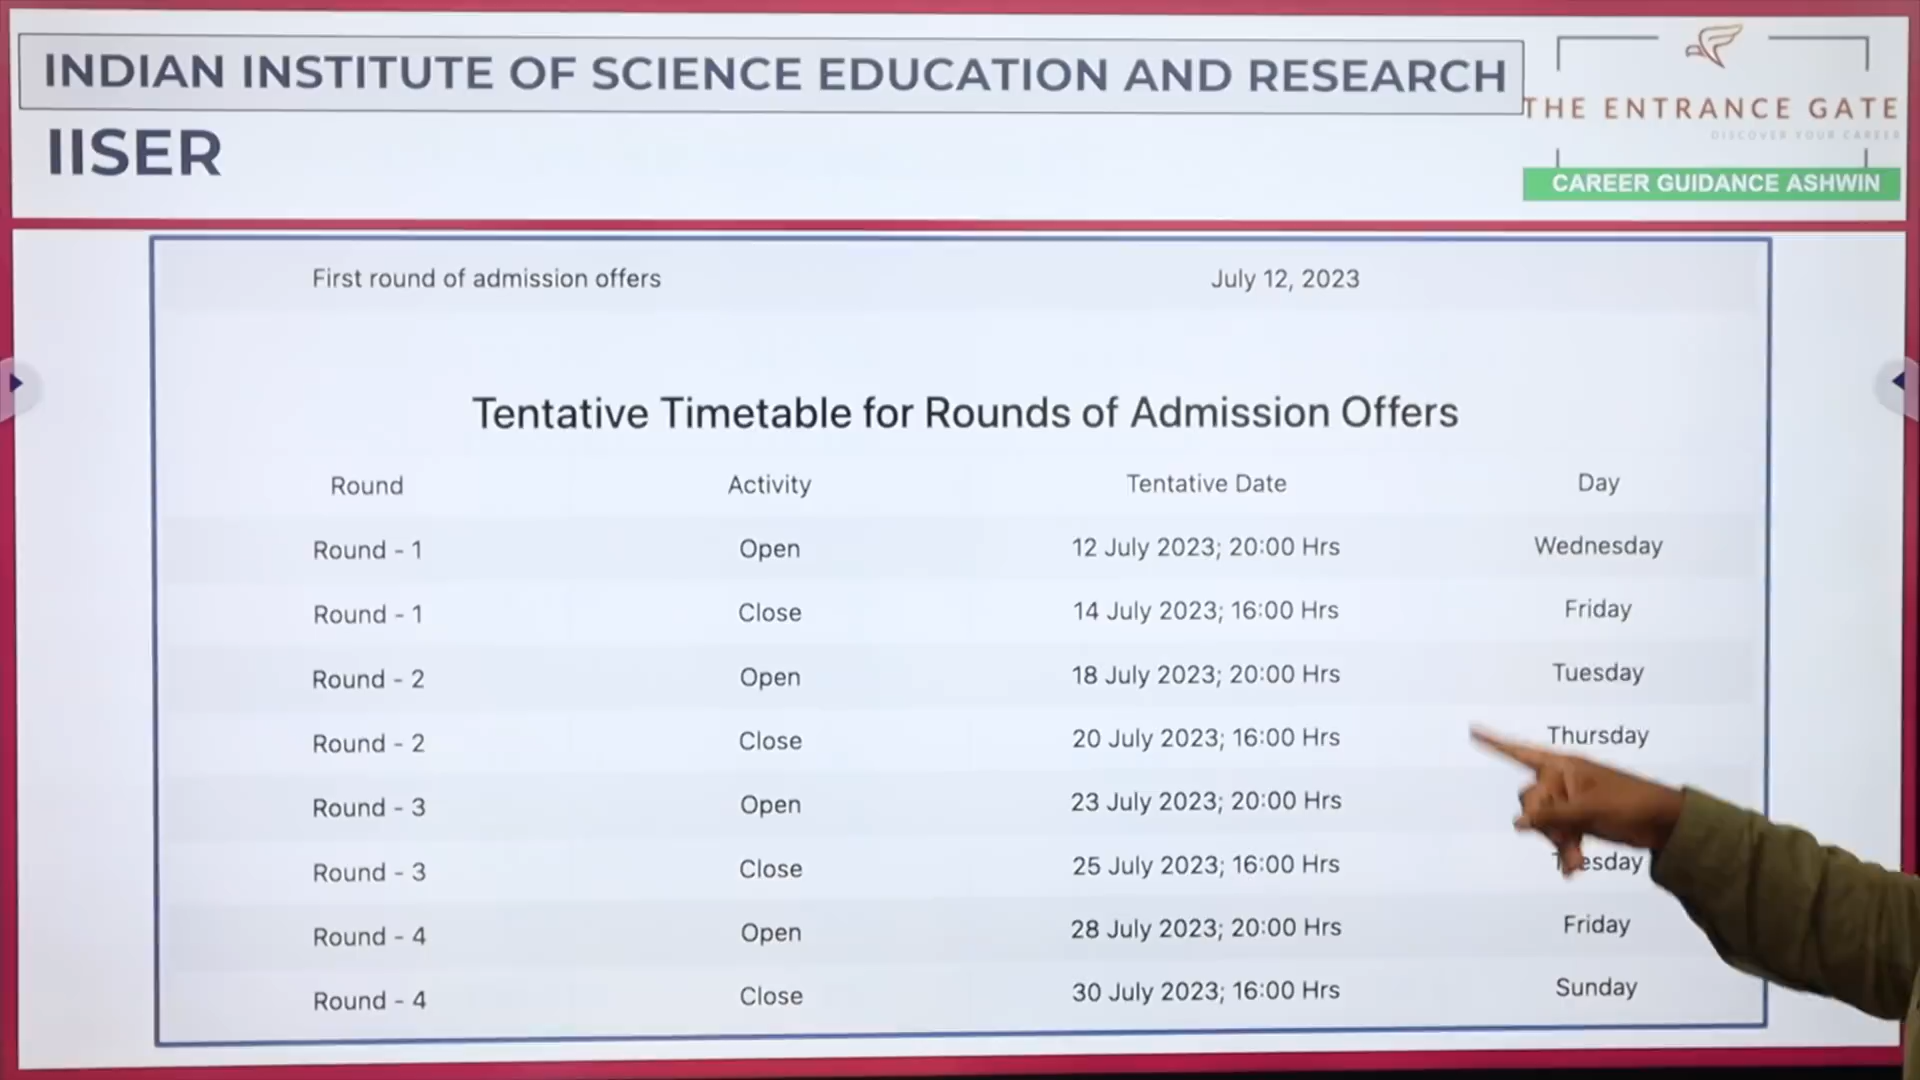 INDIAN INSTITUTE OF SCIENCE EDUCATION AND RESEARCH
IISER
THE ENTRANCE GATE
DISCOVER YOUR CAREER
CAREER GUIDANCE ASHWIN
First round of admission offers July 12, 2023
Tentative Timetable for Rounds of Admission Offers
Round Activity Tentative Date Day
Round - 1 Open 12 July 2023; 20:00 Hrs Wednesday
Round - 1 Close 14 July 2023; 16:00 Hrs Friday
Round - 2 Open 18 July 2023; 20:00 Hrs Tuesday
Round - 2 Close 20 July 2023; 16:00 Hrs Thursday
Round - 3 Open 23 July 2023; 20:00 Hrs
Round - 3 Close 25 July 2023; 16:00 Hrs
Round - 4 Open 28 July 2023; 20:00 Hrs Friday
Round - 4 Close 30 July 2023; 16:00 Hrs Sunday